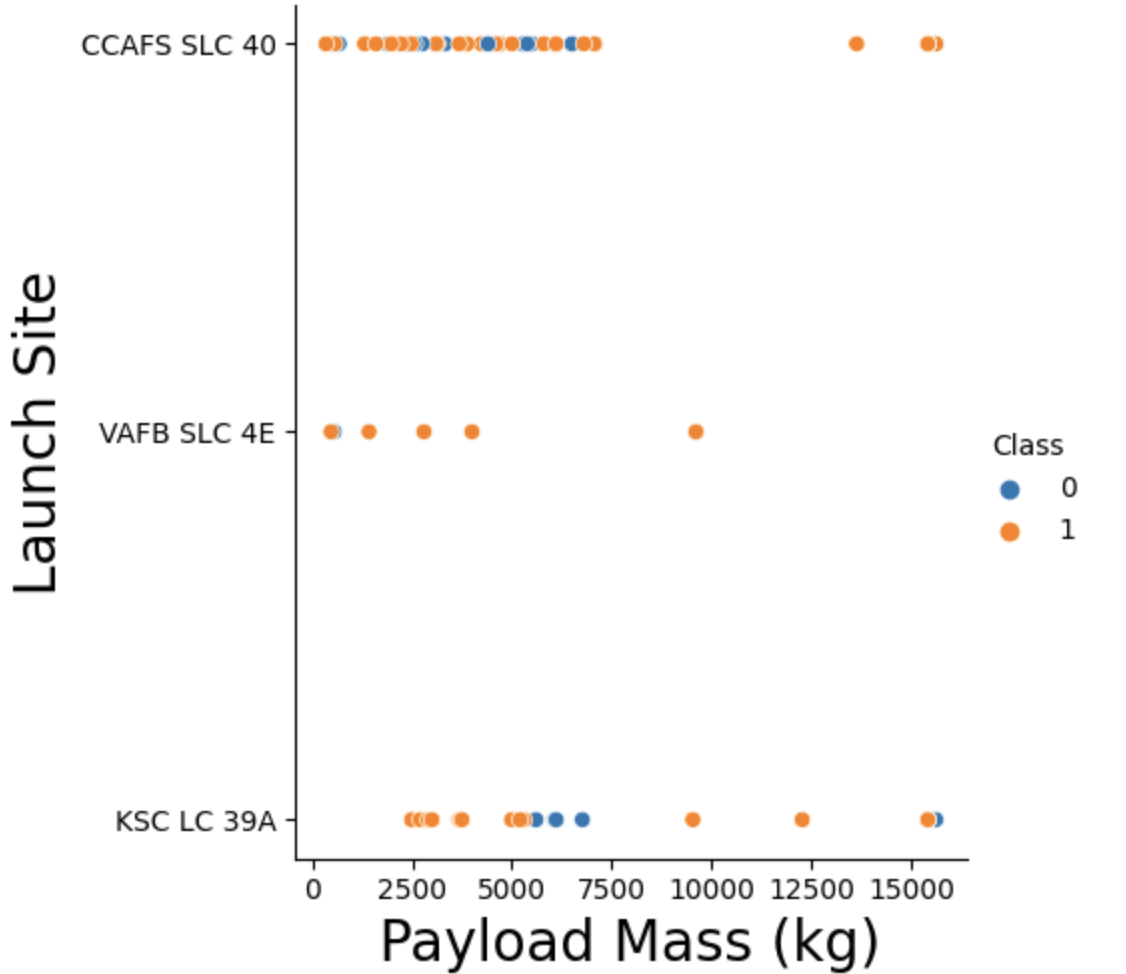 CCAFS SLC 40
VAFB SLC 4E
KSC LC 39A
Launch Site
0 2500 5000 7500 10000 12500 15000
Payload Mass (kg)
Class
0
1